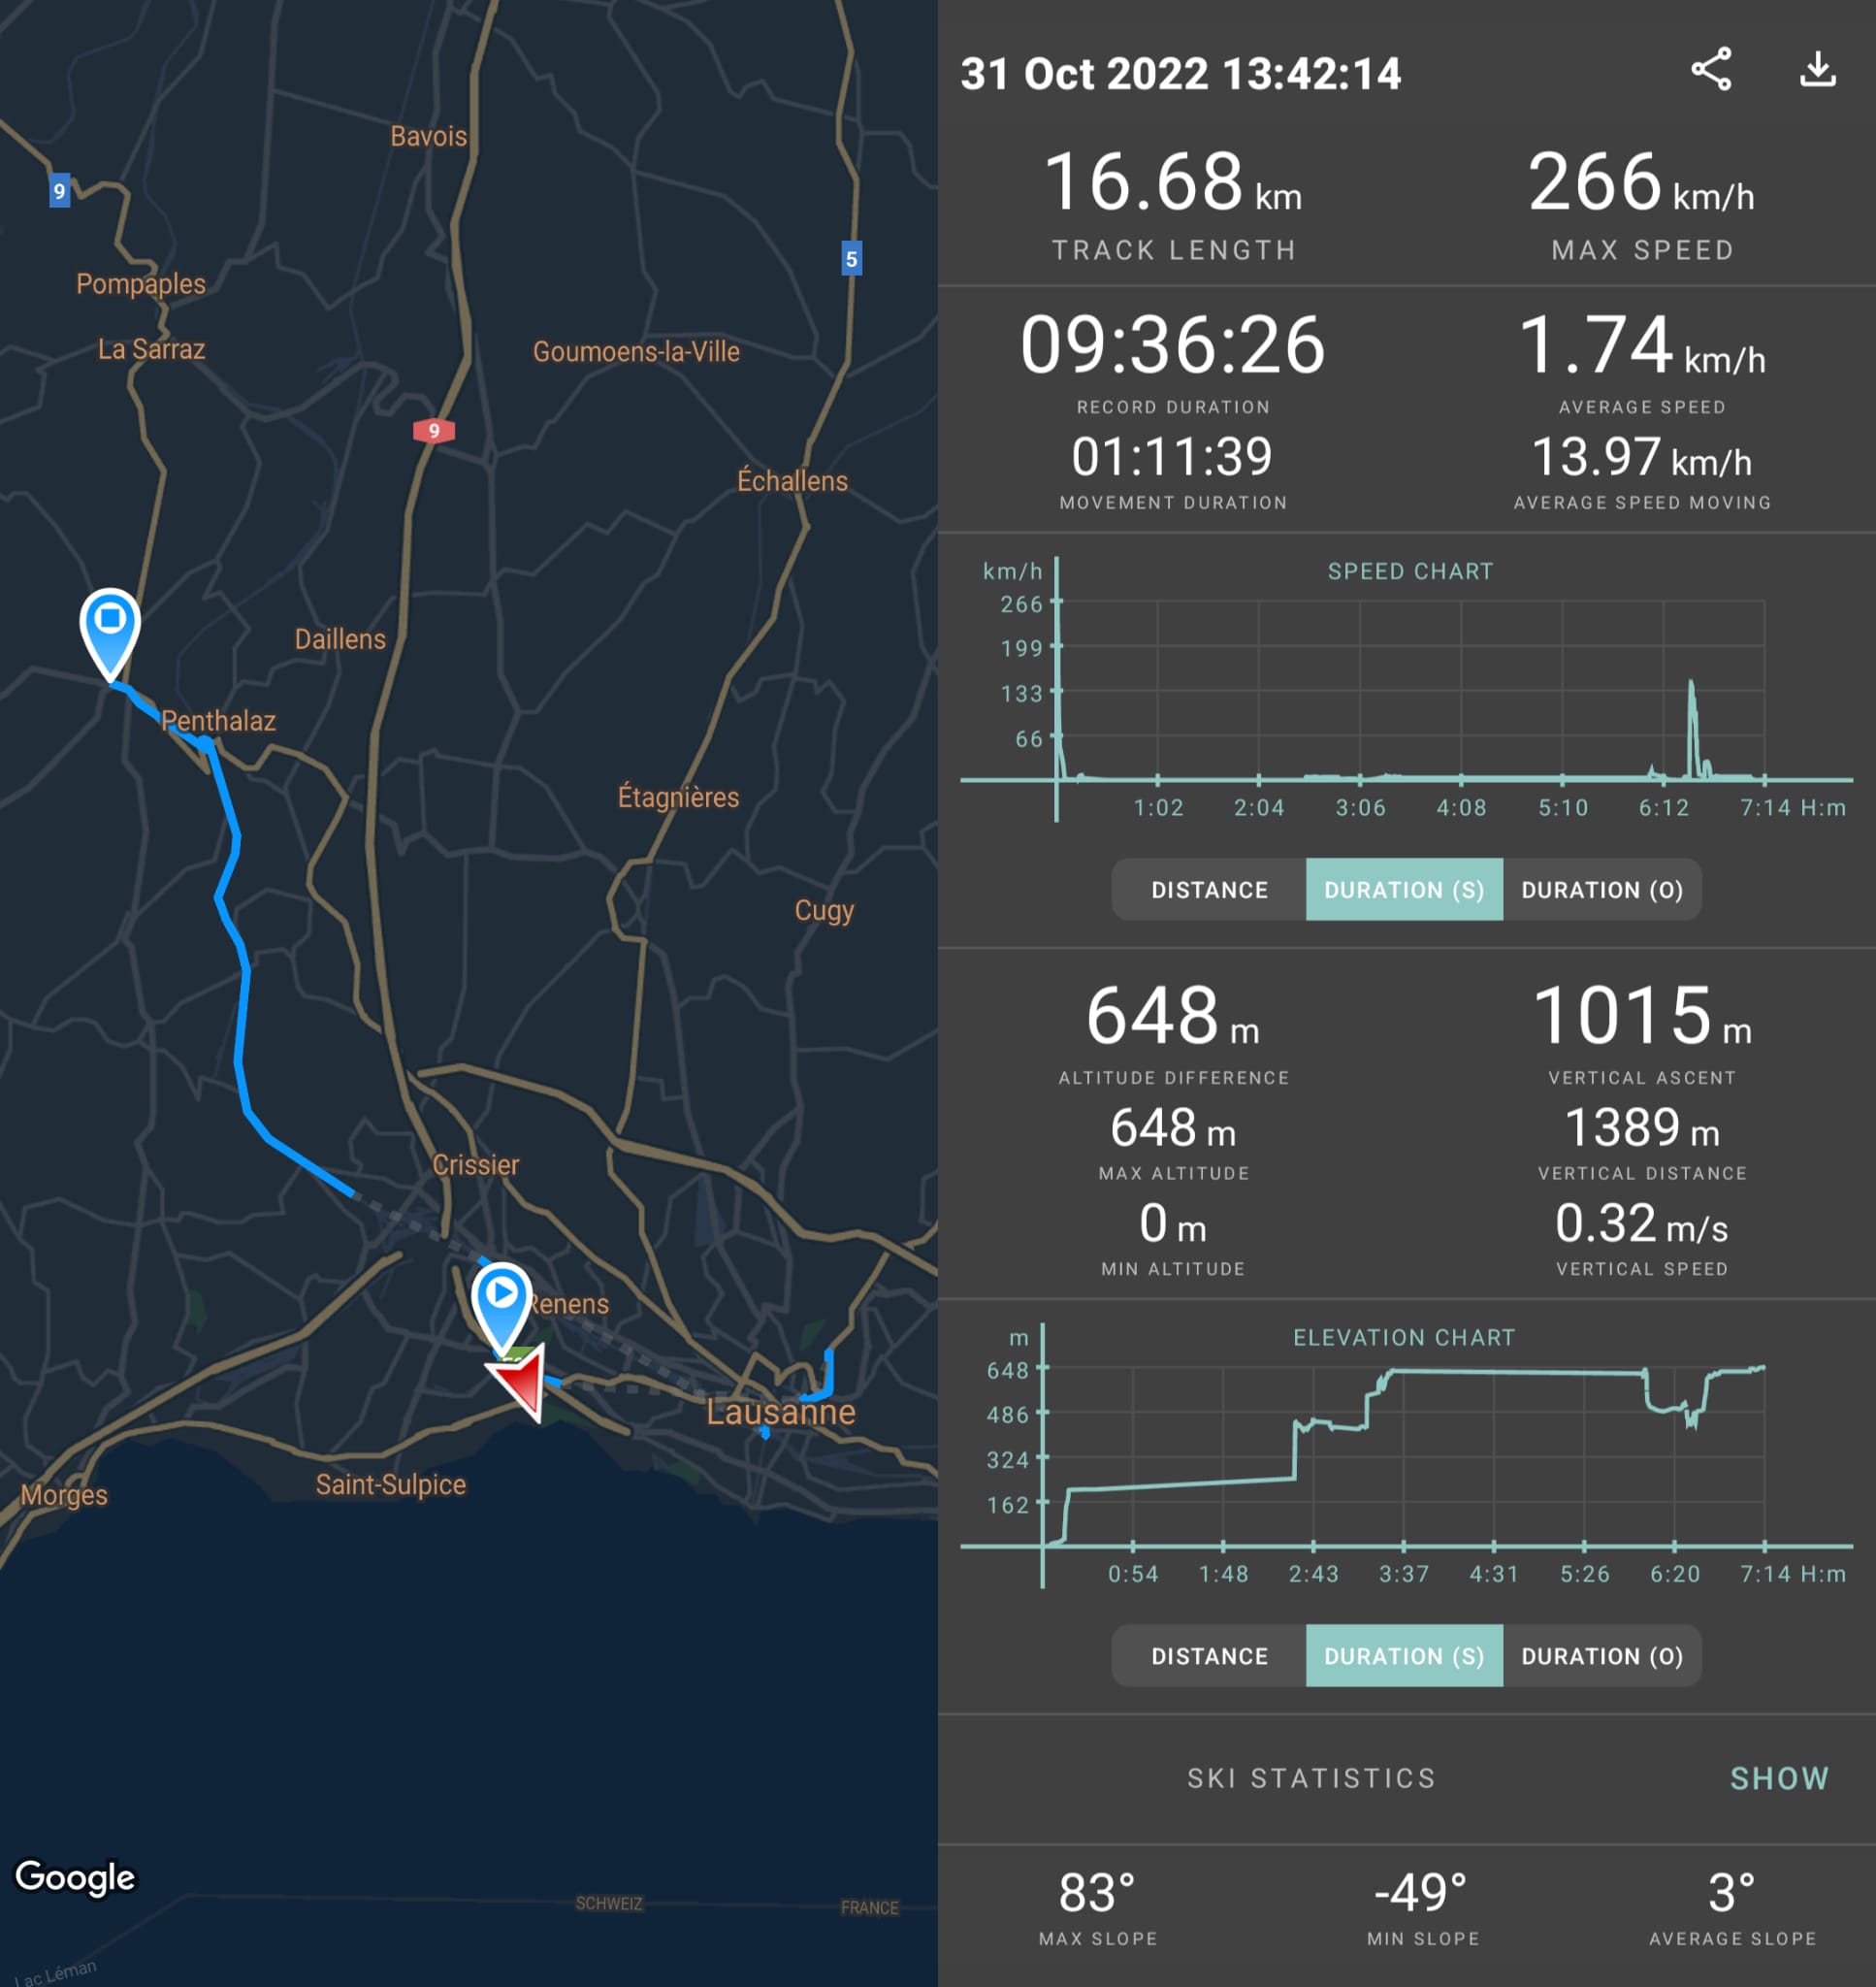 Bavois
9
5
Pompaples
La Sarraz
Goumoens-la-Ville
9
Échallens
Daillens
Penthalaz
Étagnières
Cugy
Crissier
Renens
Lausanne
Saint-Sulpice
Morges
Google
SCHWEIZ
FRANCE
Lac Léman
31 Oct 2022 13:42:14
16.68 km
TRACK LENGTH
266 km/h
MAX SPEED
09:36:26
RECORD DURATION
1.74 km/h
AVERAGE SPEED
01:11:39
MOVEMENT DURATION
13.97 km/h
AVERAGE SPEED MOVING
km/h
SPEED CHART
266
199
133
66
1:02 2:04 3:06 4:08 5:10 6:12 7:14 H:m
DISTANCE DURATION (S) DURATION (O)
648 m
ALTITUDE DIFFERENCE
1015 m
VERTICAL ASCENT
648 m
MAX ALTITUDE
1389 m
VERTICAL DISTANCE
0 m
MIN ALTITUDE
0.32 m/s
VERTICAL SPEED
m
ELEVATION CHART
648
486
324
162
0:54 1:48 2:43 3:37 4:31 5:26 6:20 7:14 H:m
DISTANCE DURATION (S) DURATION (O)
SKI STATISTICS
SHOW
83°
MAX SLOPE
-49°
MIN SLOPE
3°
AVERAGE SLOPE